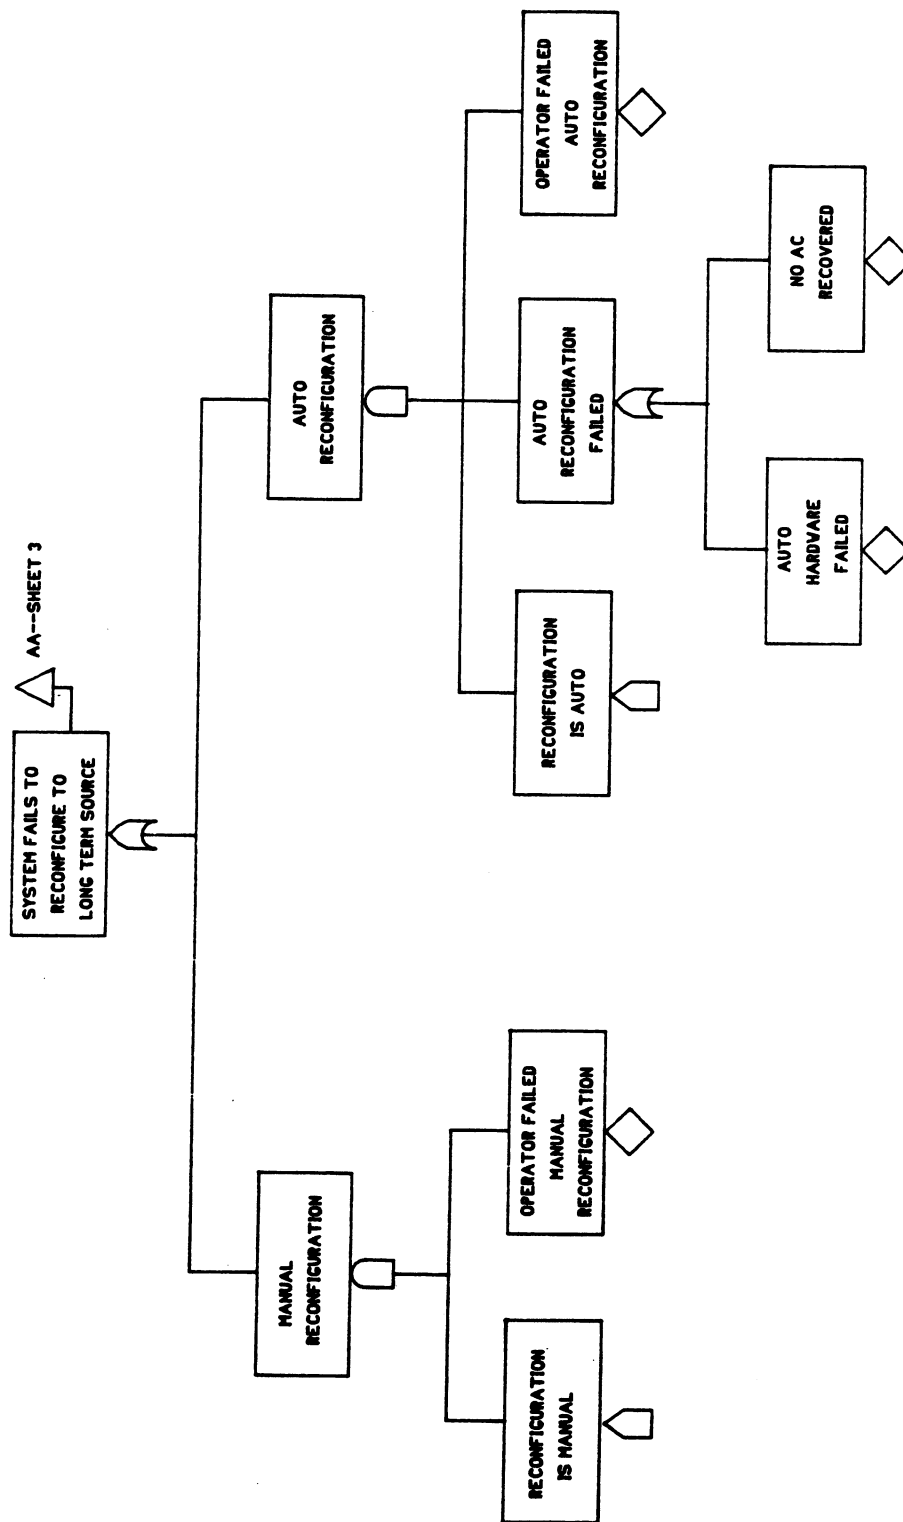 AA--SHEET 3
SYSTEM FAILS TO
RECONFIGURE TO
LONG TERM SOURCE
MANUAL
RECONFIGURATION
AUTO
RECONFIGURATION
RECONFIGURATION
IS MANUAL
OPERATOR FAILED
MANUAL
RECONFIGURATION
RECONFIGURATION
IS AUTO
AUTO
RECONFIGURATION
FAILED
OPERATOR FAILED
AUTO
RECONFIGURATION
AUTO
HARDWARE
FAILED
NO AC
RECOVERED